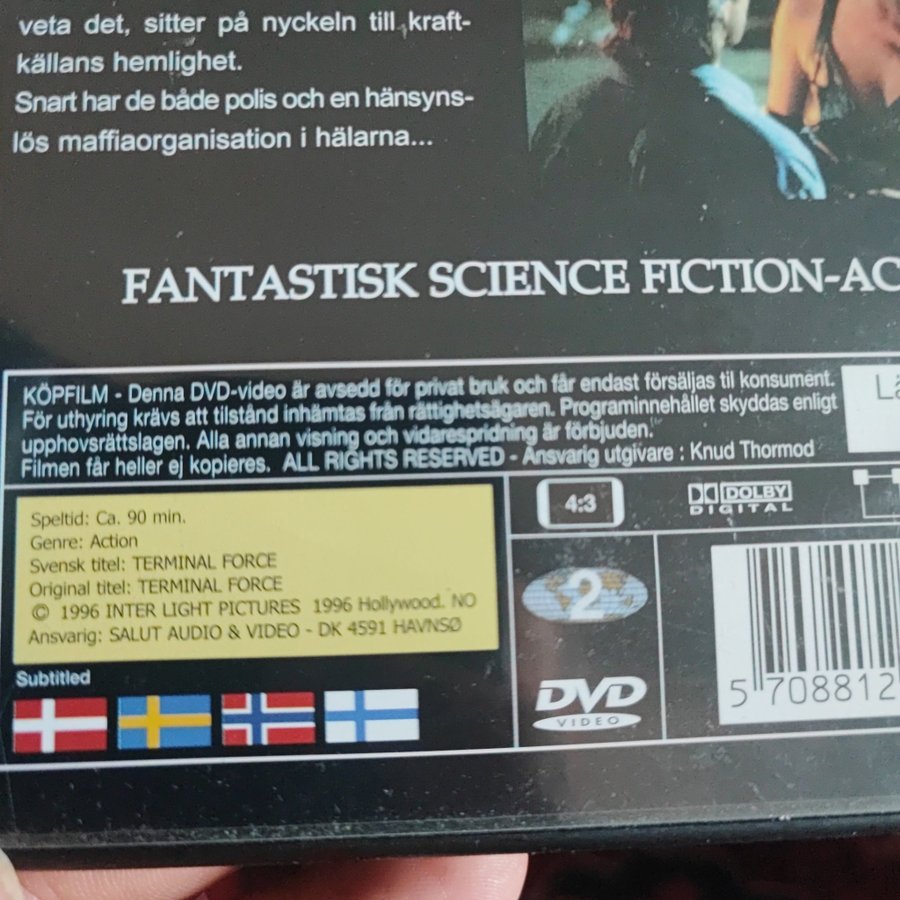 veta det, sitter på nyckeln till kraft-
källans hemlighet.
Snart har de både polis och en hänsyns-
lös maffiaorganisation i hälarna...
FANTASTISK SCIENCE FICTION-AC
KÖPFILM - Denna DVD-video är avsedd för privat bruk och får endast försäljas til konsument.
För uthyring krävs att tilstånd inhämtas från rättighetsägaren. Programinnehållet skyddas enligt
upphovsrättslagen. Alla annan visning och vidarespridning är förbjuden.
Filmen får heller ej kopieres. ALL RIGHTS RESERVED - Ansvarig utgivare : Knud Thormod
Speltid: Ca. 90 min.
Genre: Action
Svensk titel: TERMINAL FORCE
Original titel: TERMINAL FORCE
© 1996 INTER LIGHT PICTURES 1996 Hollywood. NO
Ansvarig: SALUT AUDIO & VIDEO - DK 4591 HAVNSØ
Subtitled
4:3
DOLBY
DIGITAL
2
DVD
VIDEO
5 708812